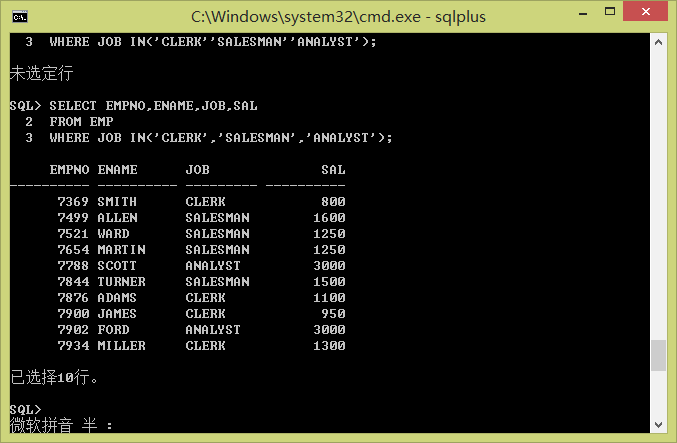 C:\Windows\system32\cmd.exe - sqlplus
3 WHERE JOB IN('CLERK''SALESMAN''ANALYST');
未选定行
SQL> SELECT EMPNO,ENAME,JOB,SAL
2 FROM EMP
3 WHERE JOB IN('CLERK','SALESMAN','ANALYST');
EMPNO ENAME JOB SAL
---------- ---------- --------- ----------
7369 SMITH CLERK 800
7499 ALLEN SALESMAN 1600
7521 WARD SALESMAN 1250
7654 MARTIN SALESMAN 1250
7788 SCOTT ANALYST 3000
7844 TURNER SALESMAN 1500
7876 ADAMS CLERK 1100
7900 JAMES CLERK 950
7902 FORD ANALYST 3000
7934 MILLER CLERK 1300
已选择10行。
SQL>
微软拼音 半 :